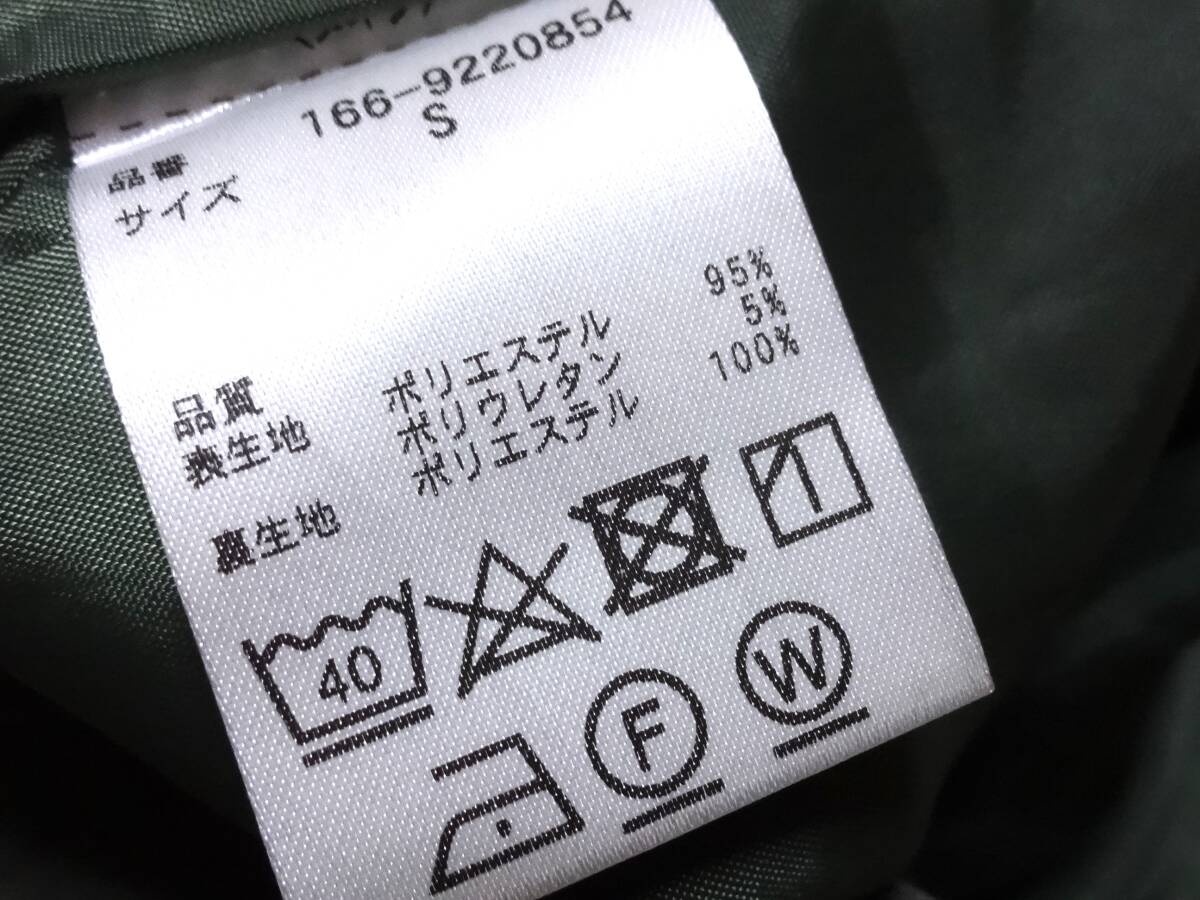 品番 166-9220854
サイズ S
品質
表生地 ポリエステル 95%
ポリウレタン 5%
裏生地 ポリエステル 100%
40
F
W